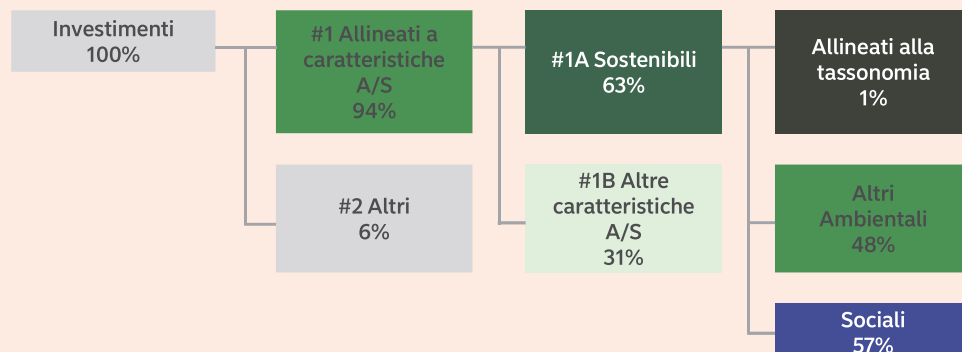 Investimenti
100%
#1 Allineati a
caratteristiche
A/S
94%
#1A Sostenibili
63%
Allineati alla
tassonomia
1%
#2 Altri
6%
#1B Altre
caratteristiche
A/S
31%
Altri
Ambientali
48%
Sociali
57%